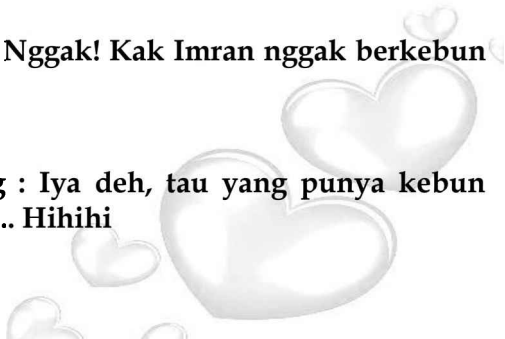 Nggak! Kak Imran nggak berkebun
: Iya deh, tau yang punya kebun
... Hihihi